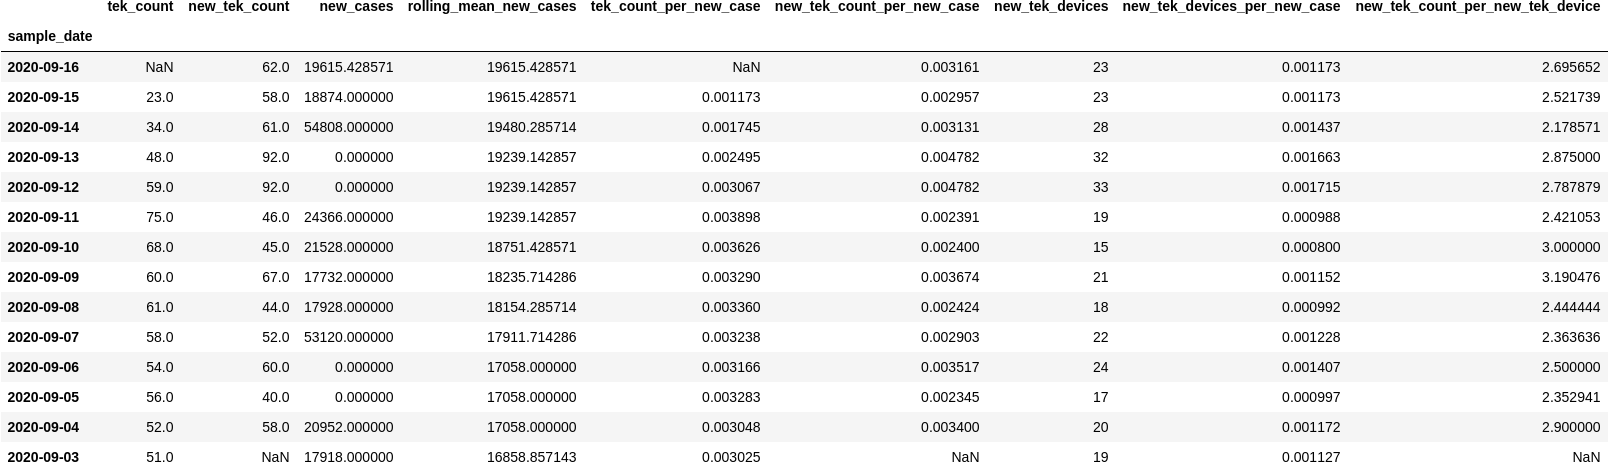 tek_count new_tek_count new_cases rolling_mean_new_cases tek_count_per_new_case new_tek_count_per_new_case new_tek_devices new_tek_devices_per_new_case new_tek_count_per_new_tek_device
sample_date
2020-09-16 NaN 62.0 19615.428571 19615.428571 NaN 0.003161 23 0.001173 2.695652
2020-09-15 23.0 58.0 18874.000000 19615.428571 0.001173 0.002957 23 0.001173 2.521739
2020-09-14 34.0 61.0 54808.000000 19480.285714 0.001745 0.003131 28 0.001437 2.178571
2020-09-13 48.0 92.0 0.000000 19239.142857 0.002495 0.004782 32 0.001663 2.875000
2020-09-12 59.0 92.0 0.000000 19239.142857 0.003067 0.004782 33 0.001715 2.787879
2020-09-11 75.0 46.0 24366.000000 19239.142857 0.003898 0.002391 19 0.000988 2.421053
2020-09-10 68.0 45.0 21528.000000 18751.428571 0.003626 0.002400 15 0.000800 3.000000
2020-09-09 60.0 67.0 17732.000000 18235.714286 0.003290 0.003674 21 0.001152 3.190476
2020-09-08 61.0 44.0 17928.000000 18154.285714 0.003360 0.002424 18 0.000992 2.444444
2020-09-07 58.0 52.0 53120.000000 17911.714286 0.003238 0.002903 22 0.001228 2.363636
2020-09-06 54.0 60.0 0.000000 17058.000000 0.003166 0.003517 24 0.001407 2.500000
2020-09-05 56.0 40.0 0.000000 17058.000000 0.003283 0.002345 17 0.000997 2.352941
2020-09-04 52.0 58.0 20952.000000 17058.000000 0.003048 0.003400 20 0.001172 2.900000
2020-09-03 51.0 NaN 17918.000000 16858.857143 0.003025 NaN 19 0.001127 NaN